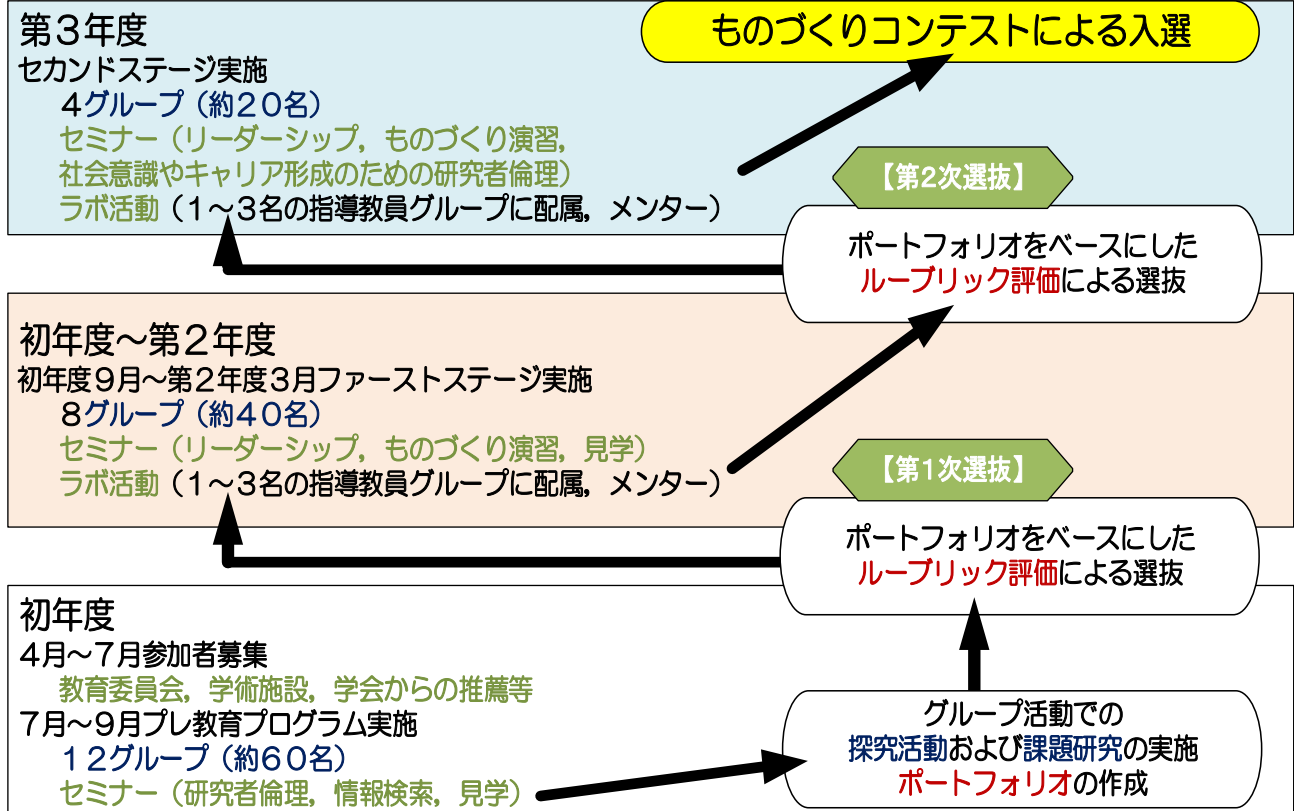 第３年度
セカンドステージ実施
４グループ（約２０名）
セミナー（リーダーシップ，ものづくり演習，
社会意識やキャリア形成のための研究者倫理）
ラボ活動（１～３名の指導教員グループに配属，メンター）
ものづくりコンテストによる入選
【第2次選抜】
ポートフォリオをベースにした
ルーブリック評価による選抜
初年度～第２年度
初年度９月～第２年度３月ファーストステージ実施
８グループ（約４０名）
セミナー（リーダーシップ，ものづくり演習，見学）
ラボ活動（１～３名の指導教員グループに配属，メンター）
【第1次選抜】
ポートフォリオをベースにした
ルーブリック評価による選抜
初年度
４月～７月参加者募集
教育委員会，学術施設，学会からの推薦等
７月～９月プレ教育プログラム実施
１２グループ（約６０名）
セミナー（研究者倫理，情報検索，見学）
グループ活動での
探究活動および課題研究の実施
ポートフォリオの作成